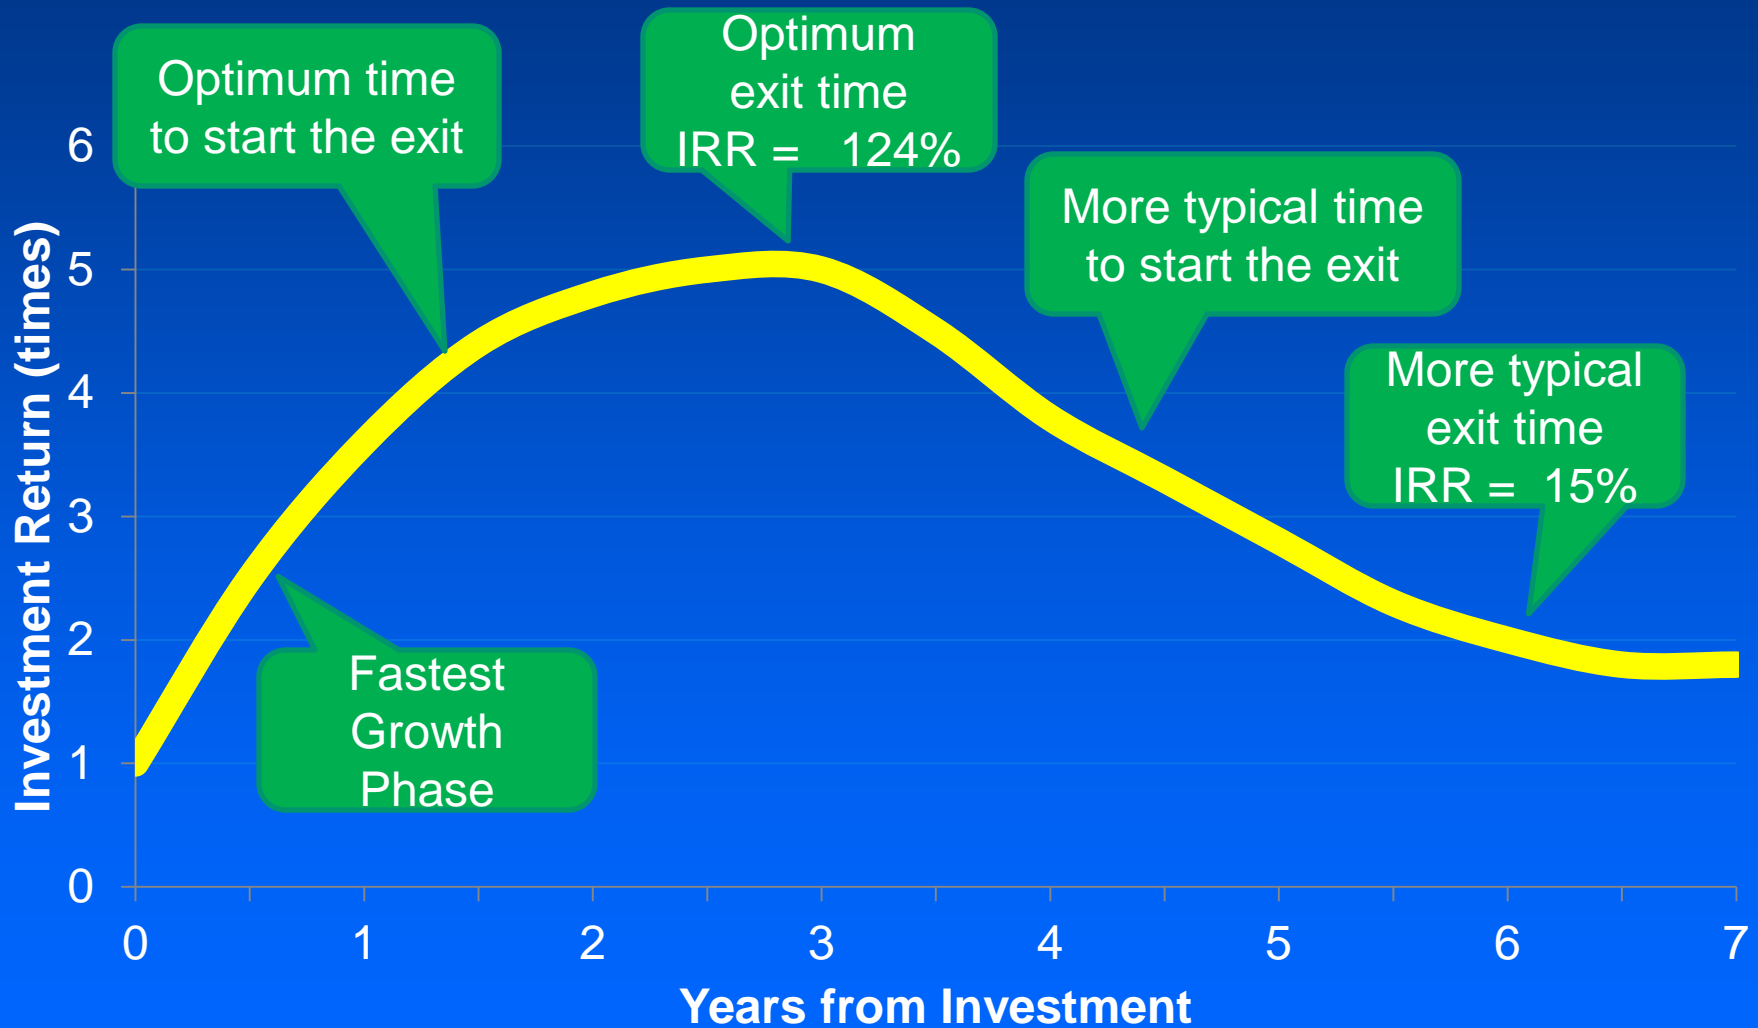 Optimum time
to start the exit
Optimum
exit time
IRR = 124%
More typical time
to start the exit
More typical
exit time
IRR = 15%
Fastest
Growth
Phase
Investment Return (times)
6
5
4
3
2
1
0
0 1 2 3 4 5 6 7
Years from Investment